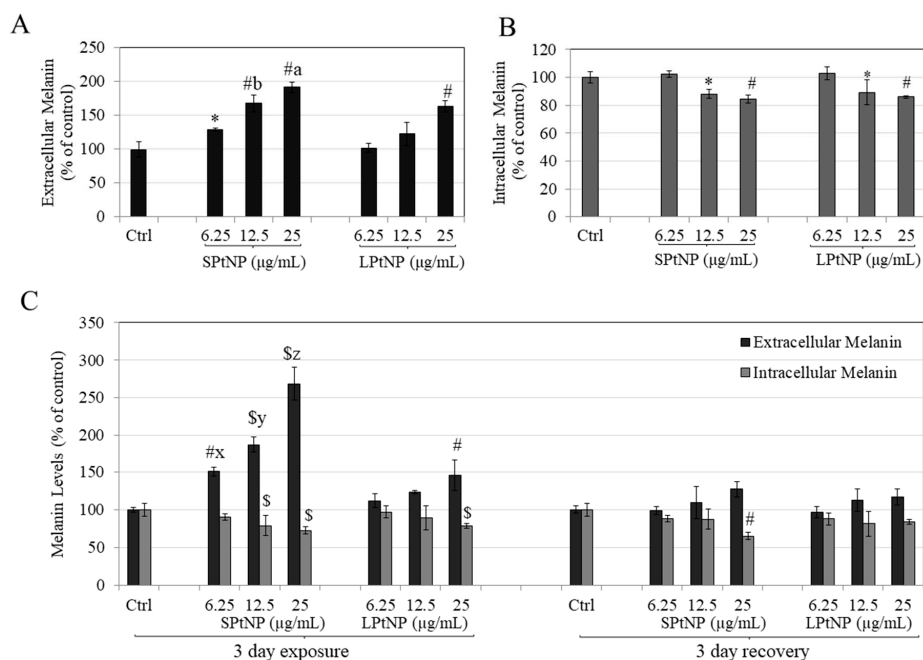 A
Extracellular Melanin
(% of control)
250
200
150
100
50
0
* #b #a #
Ctrl 6.25 12.5 25 6.25 12.5 25
SPtNP (µg/mL) LPtNP (µg/mL)
B
Intracellular Melanin
(% of control)
120
100
80
60
40
20
0
* # * #
Ctrl 6.25 12.5 25 6.25 12.5 25
SPtNP (µg/mL) LPtNP (µg/mL)
C
Melanin Levels (% of control)
350
300
250
200
150
100
50
0
Extracellular Melanin
Intracellular Melanin
#x $y $ $z $ # $ #
Ctrl 6.25 12.5 25 6.25 12.5 25 Ctrl 6.25 12.5 25 6.25 12.5 25
SPtNP (µg/mL) LPtNP (µg/mL) SPtNP (µg/mL) LPtNP (µg/mL)
3 day exposure 3 day recovery